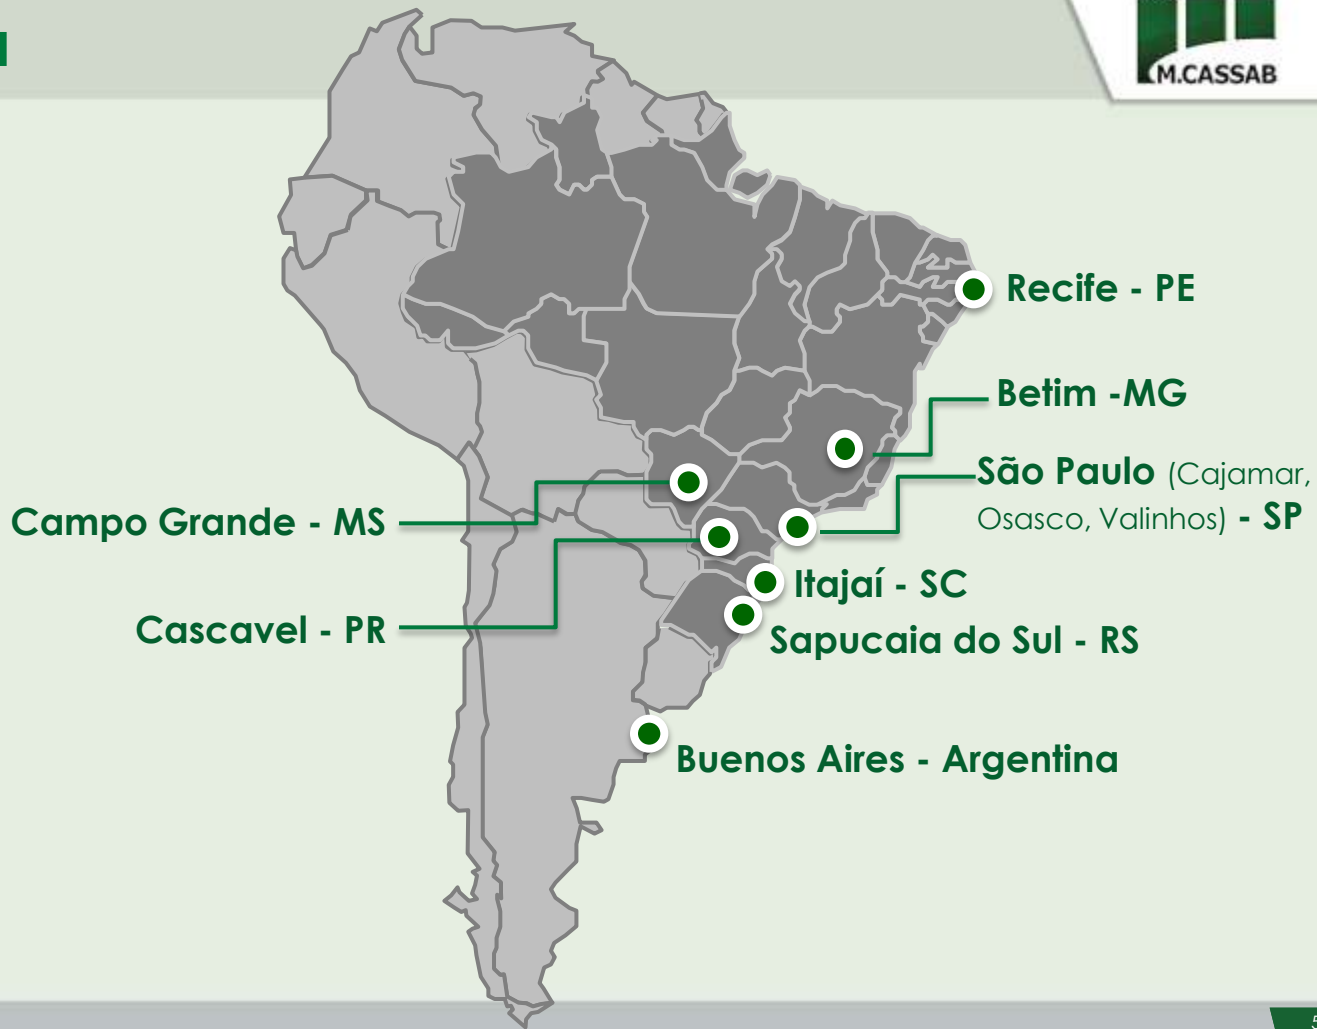 M.CASSAB
Recife - PE
Betim -MG
São Paulo (Cajamar,
Osasco, Valinhos) - SP
Campo Grande - MS
Itajaí - SC
Cascavel - PR
Sapucaia do Sul - RS
Buenos Aires - Argentina
5